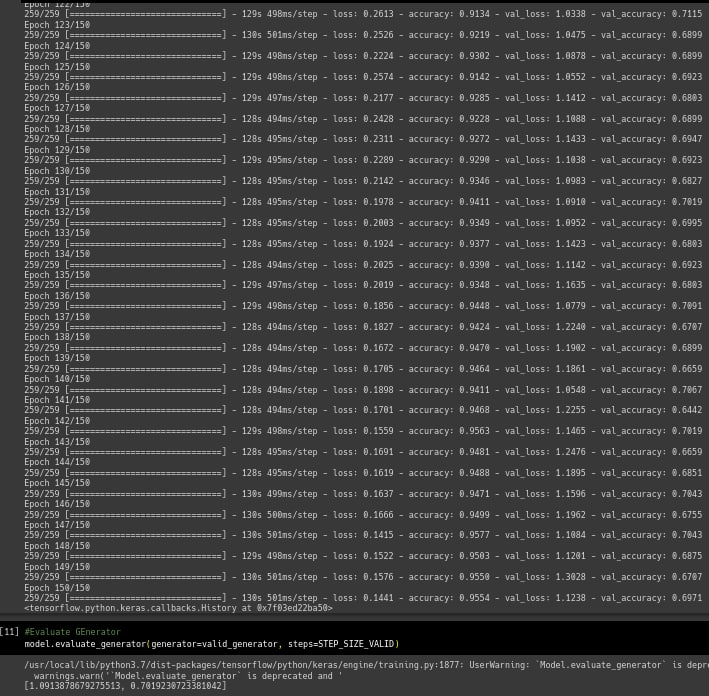 Epoch 122/150
259/259 [==============================] - 129s 498ms/step - loss: 0.2613 - accuracy: 0.9134 - val_loss: 1.0338 - val_accuracy: 0.7115
Epoch 123/150
259/259 [==============================] - 130s 501ms/step - loss: 0.2526 - accuracy: 0.9219 - val_loss: 1.0475 - val_accuracy: 0.6899
Epoch 124/150
259/259 [==============================] - 129s 498ms/step - loss: 0.2224 - accuracy: 0.9302 - val_loss: 1.0878 - val_accuracy: 0.6899
Epoch 125/150
259/259 [==============================] - 129s 498ms/step - loss: 0.2574 - accuracy: 0.9142 - val_loss: 1.0552 - val_accuracy: 0.6923
Epoch 126/150
259/259 [==============================] - 129s 497ms/step - loss: 0.2177 - accuracy: 0.9285 - val_loss: 1.1412 - val_accuracy: 0.6803
Epoch 127/150
259/259 [==============================] - 128s 494ms/step - loss: 0.2428 - accuracy: 0.9228 - val_loss: 1.1088 - val_accuracy: 0.6899
Epoch 128/150
259/259 [==============================] - 128s 495ms/step - loss: 0.2311 - accuracy: 0.9272 - val_loss: 1.1433 - val_accuracy: 0.6947
Epoch 129/150
259/259 [==============================] - 129s 495ms/step - loss: 0.2289 - accuracy: 0.9290 - val_loss: 1.1038 - val_accuracy: 0.6923
Epoch 130/150
259/259 [==============================] - 128s 495ms/step - loss: 0.2142 - accuracy: 0.9346 - val_loss: 1.0983 - val_accuracy: 0.6827
Epoch 131/150
259/259 [==============================] - 128s 495ms/step - loss: 0.1978 - accuracy: 0.9411 - val_loss: 1.0910 - val_accuracy: 0.7019
Epoch 132/150
259/259 [==============================] - 128s 495ms/step - loss: 0.2003 - accuracy: 0.9349 - val_loss: 1.0952 - val_accuracy: 0.6995
Epoch 133/150
259/259 [==============================] - 128s 495ms/step - loss: 0.1924 - accuracy: 0.9377 - val_loss: 1.1423 - val_accuracy: 0.6803
Epoch 134/150
259/259 [==============================] - 128s 494ms/step - loss: 0.2025 - accuracy: 0.9390 - val_loss: 1.1142 - val_accuracy: 0.6923
Epoch 135/150
259/259 [==============================] - 129s 497ms/step - loss: 0.2019 - accuracy: 0.9348 - val_loss: 1.1635 - val_accuracy: 0.6803
Epoch 136/150
259/259 [==============================] - 129s 498ms/step - loss: 0.1856 - accuracy: 0.9448 - val_loss: 1.0779 - val_accuracy: 0.7091
Epoch 137/150
259/259 [==============================] - 128s 494ms/step - loss: 0.1827 - accuracy: 0.9424 - val_loss: 1.2240 - val_accuracy: 0.6707
Epoch 138/150
259/259 [==============================] - 128s 494ms/step - loss: 0.1672 - accuracy: 0.9470 - val_loss: 1.1902 - val_accuracy: 0.6899
Epoch 139/150
259/259 [==============================] - 128s 494ms/step - loss: 0.1705 - accuracy: 0.9464 - val_loss: 1.1861 - val_accuracy: 0.6659
Epoch 140/150
259/259 [==============================] - 128s 494ms/step - loss: 0.1898 - accuracy: 0.9411 - val_loss: 1.0548 - val_accuracy: 0.7067
Epoch 141/150
259/259 [==============================] - 128s 494ms/step - loss: 0.1701 - accuracy: 0.9468 - val_loss: 1.2255 - val_accuracy: 0.6442
Epoch 142/150
259/259 [==============================] - 129s 498ms/step - loss: 0.1559 - accuracy: 0.9563 - val_loss: 1.1465 - val_accuracy: 0.7019
Epoch 143/150
259/259 [==============================] - 128s 495ms/step - loss: 0.1691 - accuracy: 0.9481 - val_loss: 1.2476 - val_accuracy: 0.6659
Epoch 144/150
259/259 [==============================] - 128s 495ms/step - loss: 0.1619 - accuracy: 0.9488 - val_loss: 1.1895 - val_accuracy: 0.6851
Epoch 145/150
259/259 [==============================] - 130s 499ms/step - loss: 0.1637 - accuracy: 0.9471 - val_loss: 1.1596 - val_accuracy: 0.7043
Epoch 146/150
259/259 [==============================] - 130s 500ms/step - loss: 0.1666 - accuracy: 0.9499 - val_loss: 1.1962 - val_accuracy: 0.6755
Epoch 147/150
259/259 [==============================] - 130s 501ms/step - loss: 0.1415 - accuracy: 0.9577 - val_loss: 1.1084 - val_accuracy: 0.7043
Epoch 148/150
259/259 [==============================] - 129s 498ms/step - loss: 0.1522 - accuracy: 0.9503 - val_loss: 1.1201 - val_accuracy: 0.6875
Epoch 149/150
259/259 [==============================] - 130s 501ms/step - loss: 0.1576 - accuracy: 0.9550 - val_loss: 1.3028 - val_accuracy: 0.6707
Epoch 150/150
259/259 [==============================] - 130s 501ms/step - loss: 0.1441 - accuracy: 0.9554 - val_loss: 1.1238 - val_accuracy: 0.6971
<tensorflow.python.keras.callbacks.History at 0x7f03ed22ba50>
[11] #Evaluate GEnerator
model.evaluate_generator(generator=valid_generator, steps=STEP_SIZE_VALID)
/usr/local/lib/python3.7/dist-packages/tensorflow/python/keras/engine/training.py:1877: UserWarning: `Model.evaluate_generator` is depre
warnings.warn('`Model.evaluate_generator` is deprecated and '
[1.0913878679275513, 0.7019230723381042]